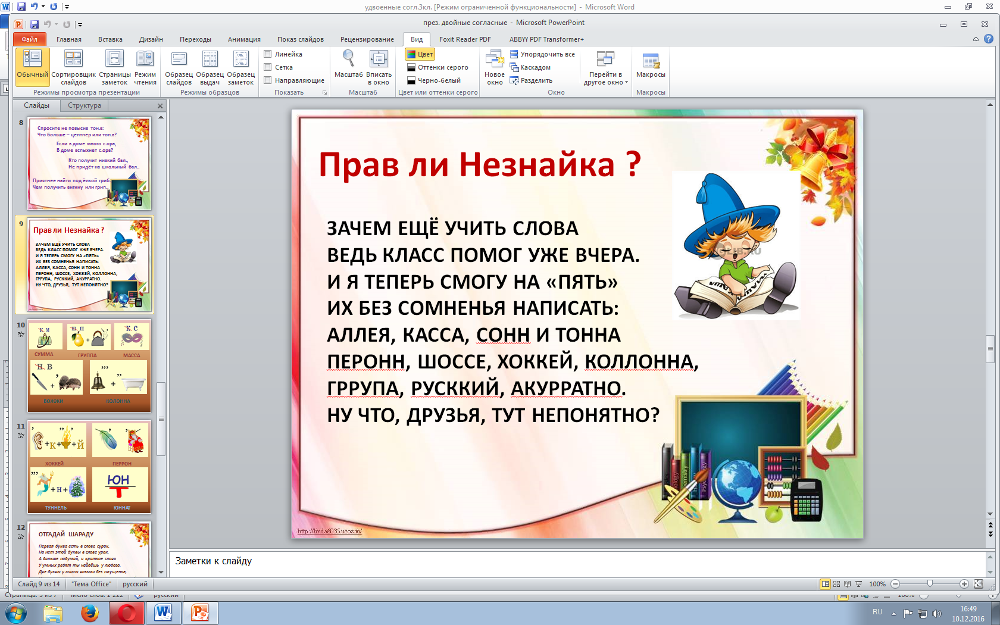 удвоенные согл.3кл. [Режим ограниченной функциональности] - Microsoft Word
през. двойные согласные - Microsoft PowerPoint
Файл Главная Вставка Дизайн Переходы Анимация Показ слайдов Рецензирование Вид Foxit Reader PDF ABBYY PDF Transformer+
Линейка Цвет Упорядочить все
Сетка Оттенки серого Каскадом
Направляющие Черно-белый Разделить
Обычный Сортировщик слайдов Страницы заметок Режим чтения Образец слайдов Образец выдач Образец заметок Масштаб Вписать в окно Новое окно Перейти в другое окно Макросы
Режимы просмотра презентации Режимы образцов Показать Масштаб Цвет или оттенки серого Окно Макросы
Слайды Структура
8
Спросите не повысив тон.а:
Что больше – центнер или тон.а?
Если в доме много с.ора,
В доме вспыхнет с.ора?
Кто получит низкий бал.,
Не придёт на школьный бал..
Приятнее найти под ёлкой гриб.
Чем получить ангину или грип..
9
Прав ли Незнайка ?
ЗАЧЕМ ЕЩЁ УЧИТЬ СЛОВА
ВЕДЬ КЛАСС ПОМОГ УЖЕ ВЧЕРА.
И Я ТЕПЕРЬ СМОГУ НА «ПЯТЬ»
ИХ БЕЗ СОМНЕНЬЯ НАПИСАТЬ:
АЛЛЕЯ, КАССА, СОНН И ТОННА
ПЕРОНН, ШОССЕ, ХОККЕЙ, КОЛЛОННА,
ГРРУПА, РУСККИЙ, АКУРРАТНО.
НУ ЧТО, ДРУЗЬЯ, ТУТ НЕПОНЯТНО?
10
К. М Ш. П К. С
СУММА ГРУППА МАССА
Н. В
ВОЖЖИ КОЛОННА
11
+К+ +Й
ХОККЕЙ ПЕРРОН
+Н+ ЮН Т
ТУННЕЛЬ ЮННАТ
12
ОТГАДАЙ ШАРАДУ
Первая буква есть в слове сурок,
Но нет этой буквы в слове урок.
А дальше подумай, и краткое слово
У умных ребят ты найдёшь у любого.
Две буквы у мамы возьми без смущенья,
Прав ли Незнайка ?
ЗАЧЕМ ЕЩЁ УЧИТЬ СЛОВА
ВЕДЬ КЛАСС ПОМОГ УЖЕ ВЧЕРА.
И Я ТЕПЕРЬ СМОГУ НА «ПЯТЬ»
ИХ БЕЗ СОМНЕНЬЯ НАПИСАТЬ:
АЛЛЕЯ, КАССА, СОНН И ТОННА
ПЕРОНН, ШОССЕ, ХОККЕЙ, КОЛЛОННА,
ГРРУПА, РУСККИЙ, АКУРРАТНО.
НУ ЧТО, ДРУЗЬЯ, ТУТ НЕПОНЯТНО?
http://linda6035.ucoz.ru/
Заметки к слайду
Слайд 9 из 14 "Тема Office" русский 100%
RU 16:49
10.12.2016